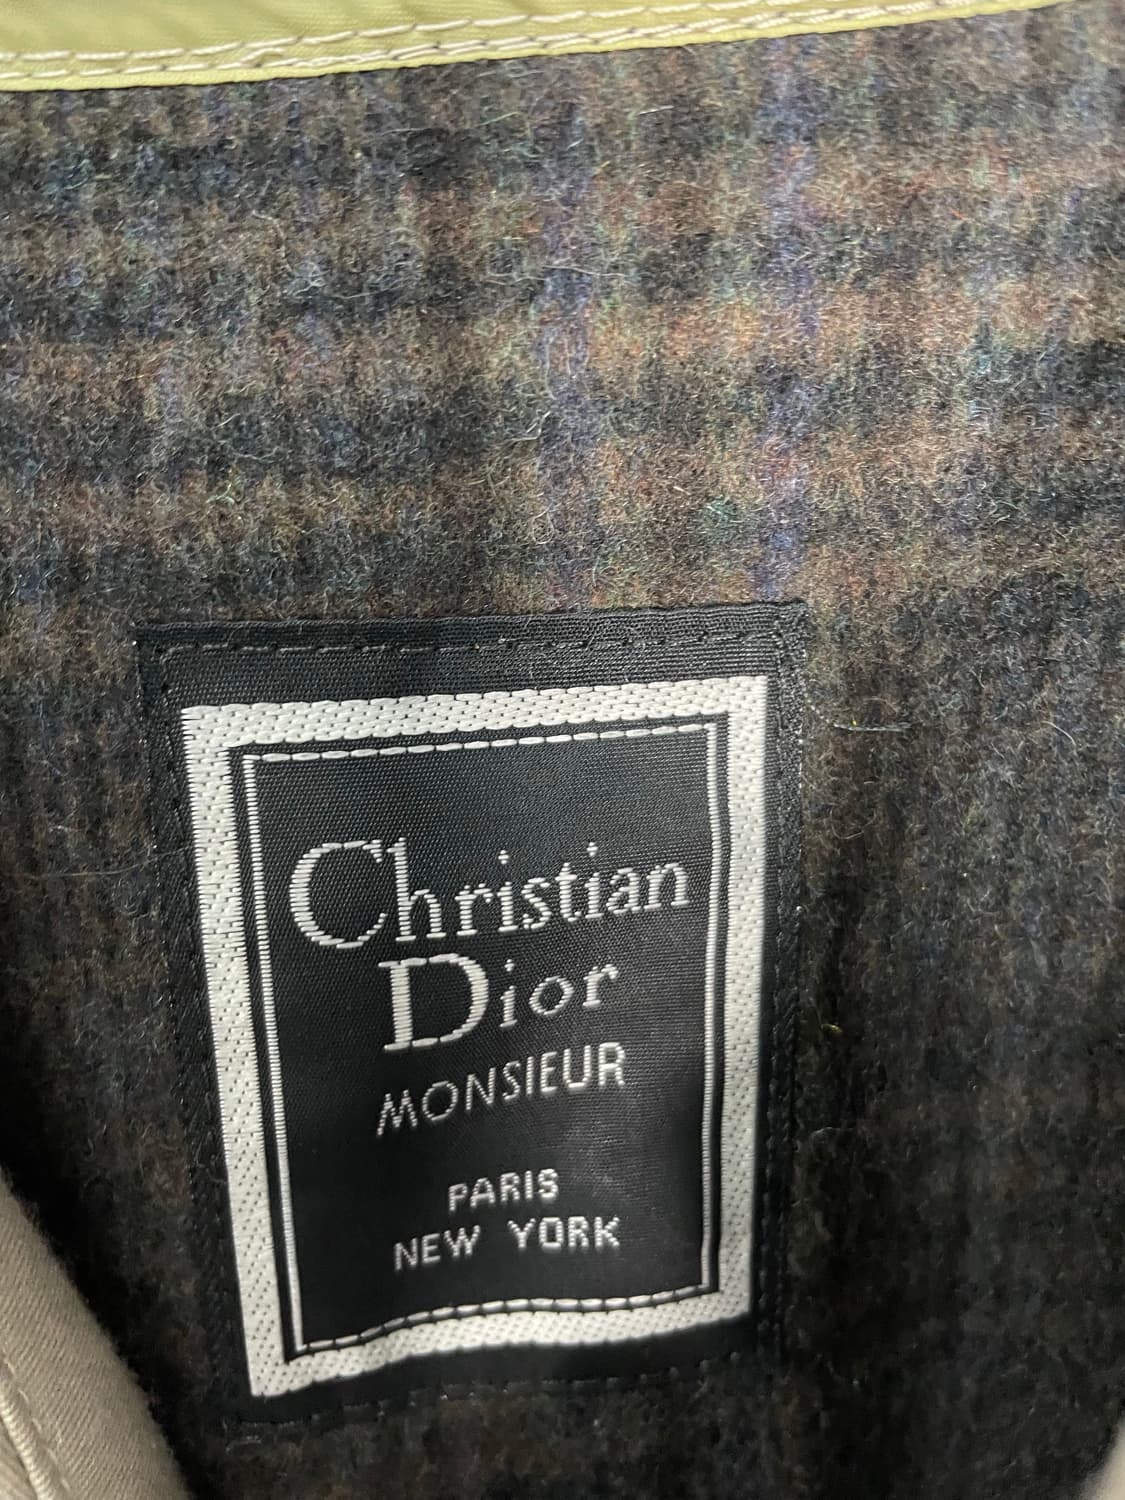 Christian
Dior
MONSIEUR
PARIS
NEW YORK